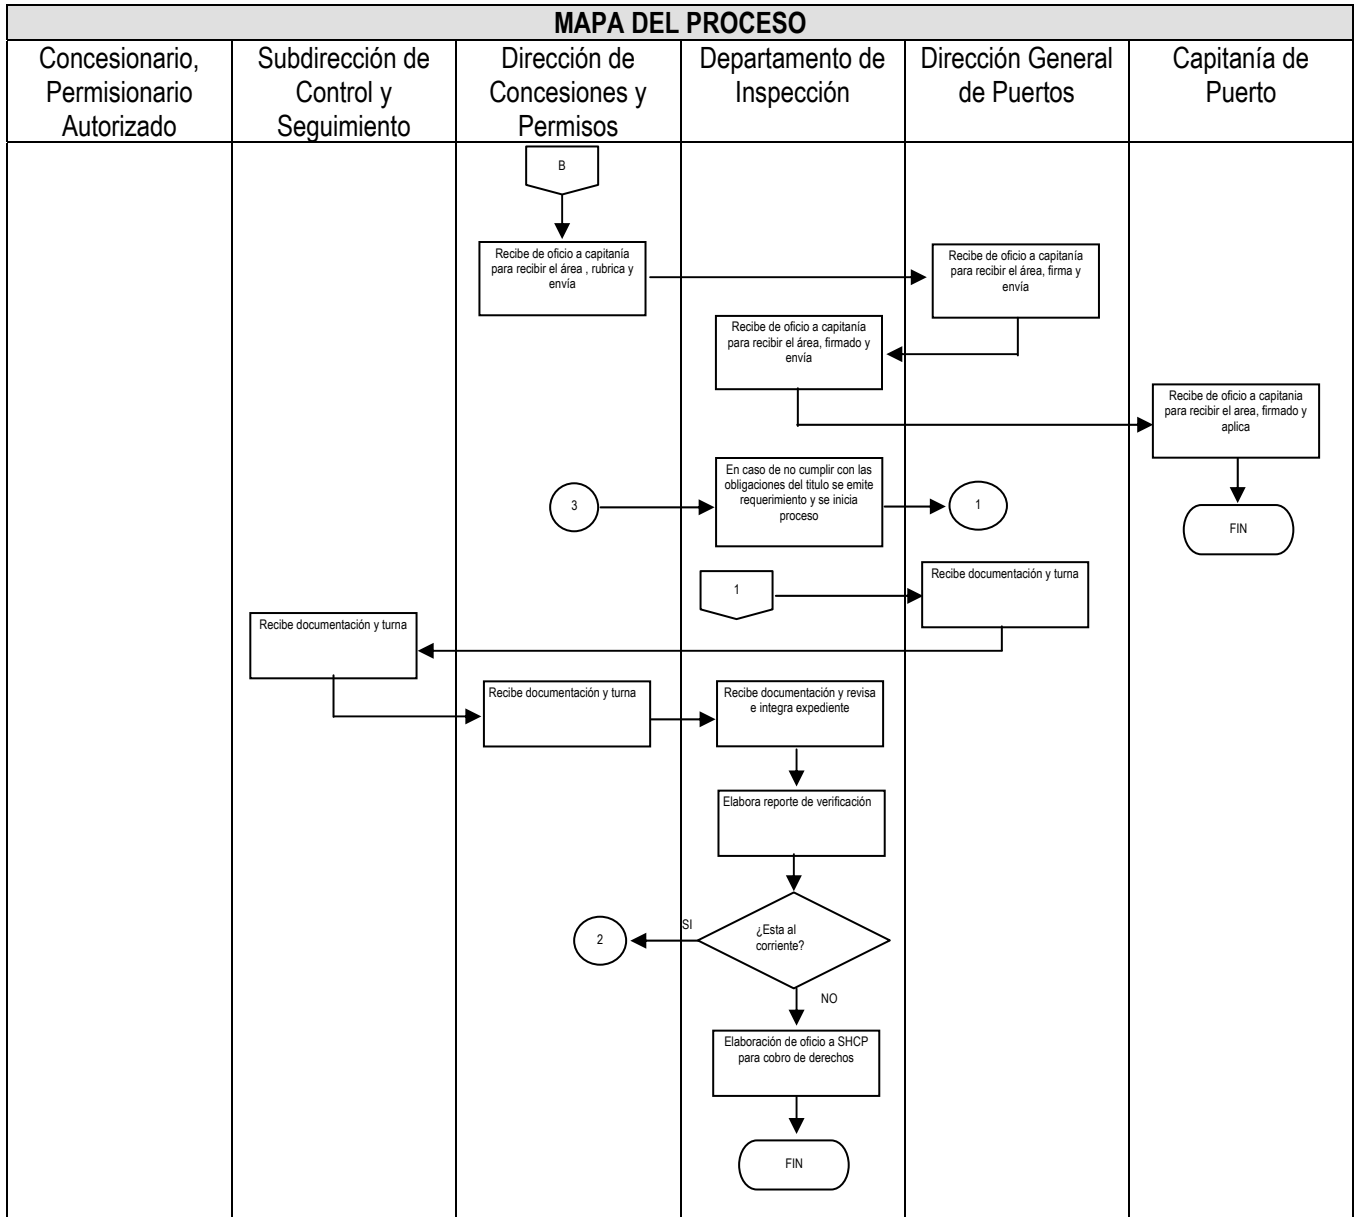 MAPA DEL PROCESO
Concesionario,
Permisionario
Autorizado
Subdirección de
Control y
Seguimiento
Dirección de
Concesiones y
Permisos
Departamento de
Inspección
Dirección General
de Puertos
Capitanía de
Puerto
B
Recibe de oficio a capitanía
para recibir el área , rubrica y
envía
Recibe de oficio a capitanía
para recibir el área, firma y
envía
Recibe de oficio a capitanía
para recibir el área, firmado y
envía
Recibe de oficio a capitania
para recibir el area, firmado y
aplica
3
En caso de no cumplir con las
obligaciones del titulo se emite
requerimiento y se inicia
proceso
1
FIN
1
Recibe documentación y turna
Recibe documentación y turna
Recibe documentación y turna
Recibe documentación y revisa
e integra expediente
Elabora reporte de verificación
¿Esta al
corriente?
SI
2
NO
Elaboración de oficio a SHCP
para cobro de derechos
FIN